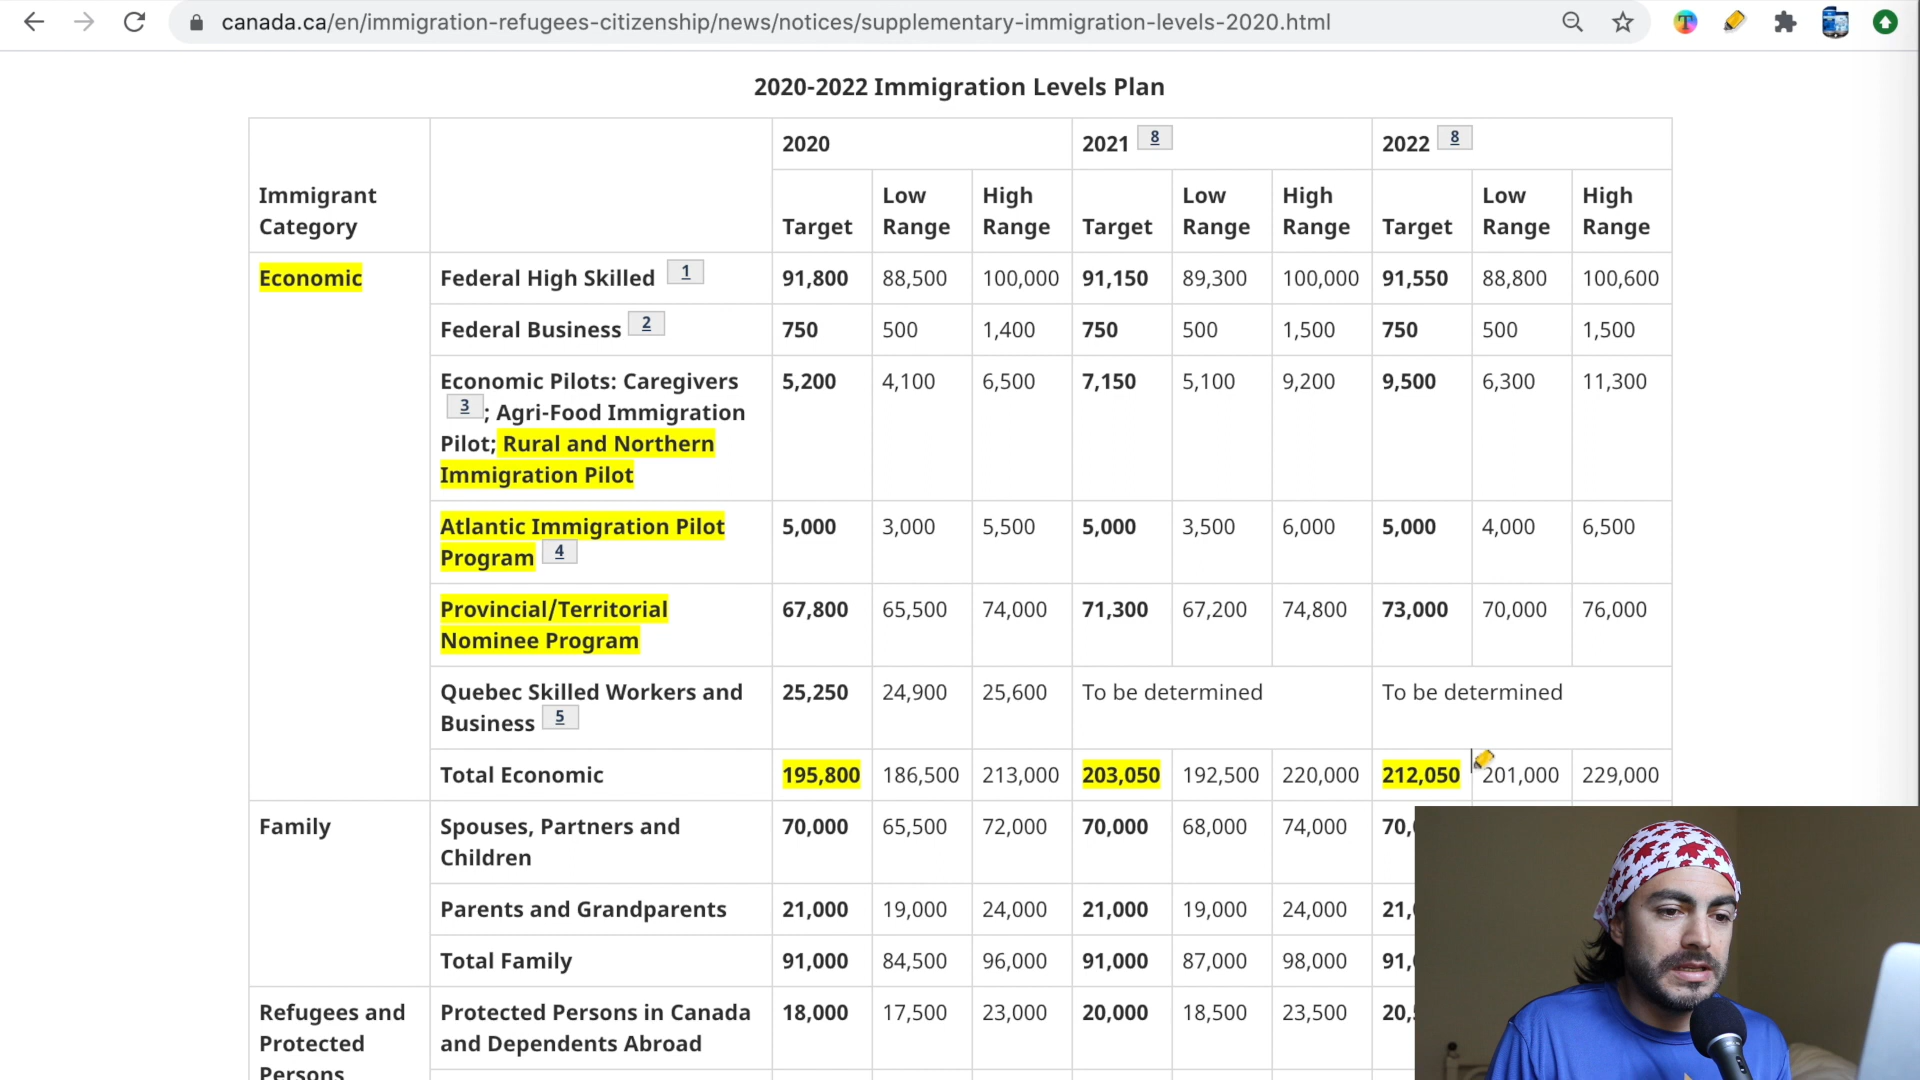 canada.ca/en/immigration-refugees-citizenship/news/notices/supplementary-immigration-levels-2020.html
2020-2022 Immigration Levels Plan
Immigrant Category 2020 2021 8 2022 8
Target Low Range High Range Target Low Range High Range Target Low Range High Range
Economic Federal High Skilled 1 91,800 88,500 100,000 91,150 89,300 100,000 91,550 88,800 100,600
Federal Business 2 750 500 1,400 750 500 1,500 750 500 1,500
Economic Pilots: Caregivers 5,200 4,100 6,500 7,150 5,100 9,200 9,500 6,300 11,300
3 ; Agri-Food Immigration
Pilot; Rural and Northern
Immigration Pilot
Atlantic Immigration Pilot 5,000 3,000 5,500 5,000 3,500 6,000 5,000 4,000 6,500
Program 4
Provincial/Territorial 67,800 65,500 74,000 71,300 67,200 74,800 73,000 70,000 76,000
Nominee Program
Quebec Skilled Workers and 25,250 24,900 25,600 To be determined To be determined
Business 5
Total Economic 195,800 186,500 213,000 203,050 192,500 220,000 212,050 201,000 229,000
Family Spouses, Partners and 70,000 65,500 72,000 70,000 68,000 74,000 70,
Children
Parents and Grandparents 21,000 19,000 24,000 21,000 19,000 24,000 21,
Total Family 91,000 84,500 96,000 91,000 87,000 98,000 91,
Refugees and Protected Persons in Canada 18,000 17,500 23,000 20,000 18,500 23,500 20,
Protected and Dependents Abroad
Persons